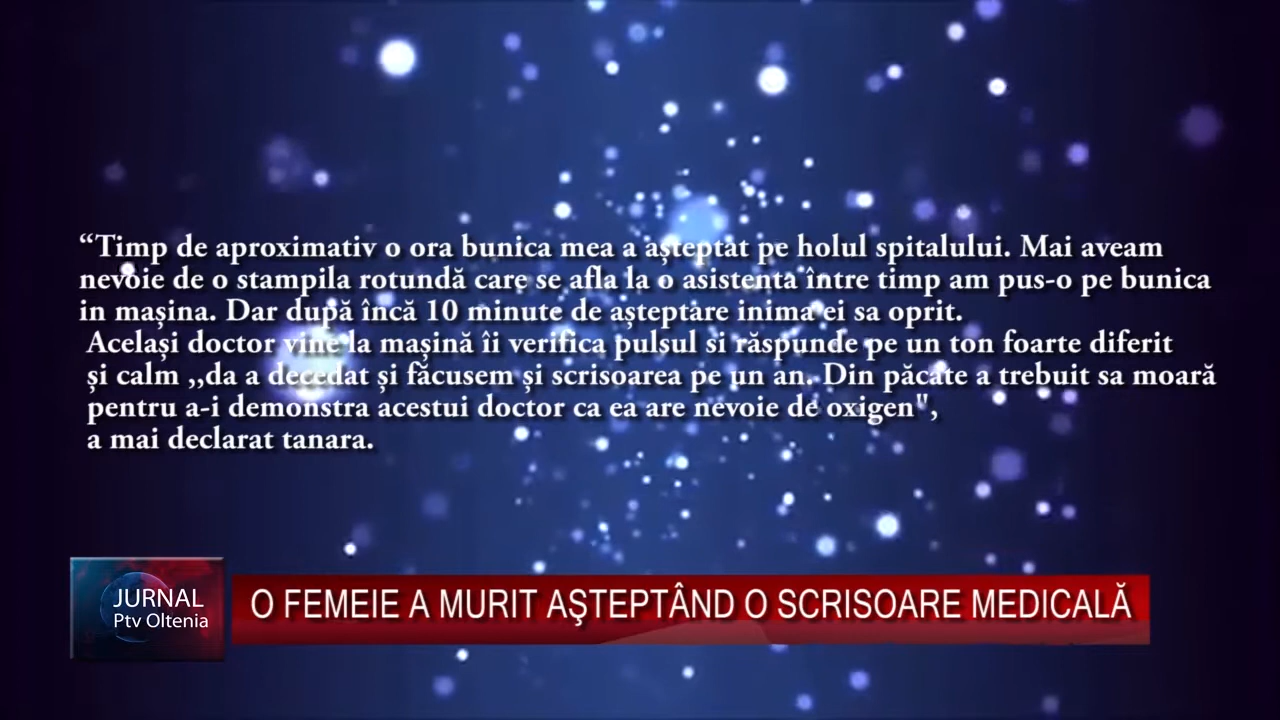 “Timp de aproximativ o ora bunica mea a așteptat pe holul spitalului. Mai aveam
nevoie de o stampila rotundă care se afla la o asistenta între timp am pus-o pe bunica
in mașina. Dar după încă 10 minute de așteptare inima ei sa oprit.
Același doctor vine la mașină îi verifica pulsul si răspunde pe un ton foarte diferit
și calm ,,da a decedat și făcusem și scrisoarea pe un an. Din păcate a trebuit sa moară
pentru a-i demonstra acestui doctor ca ea are nevoie de oxigen",
a mai declarat tanara.
JURNAL
Ptv Oltenia
O FEMEIE A MURIT AŞTEPTÂND O SCRISOARE MEDICALĂ